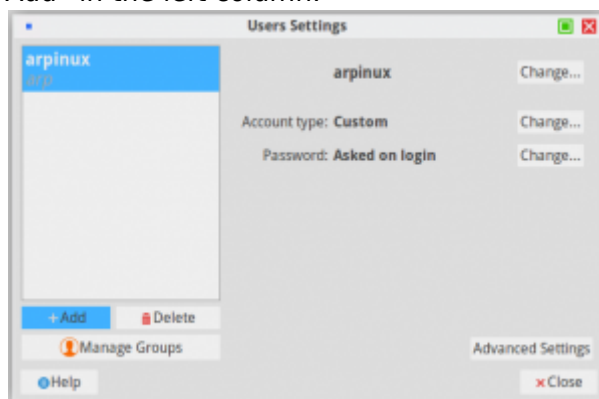 Add" in the left column.
Users Settings
arpinux
arp
arpinux Change...
Account type: Custom Change...
Password: Asked on login Change...
+Add Delete
Manage Groups Advanced Settings
Help Close